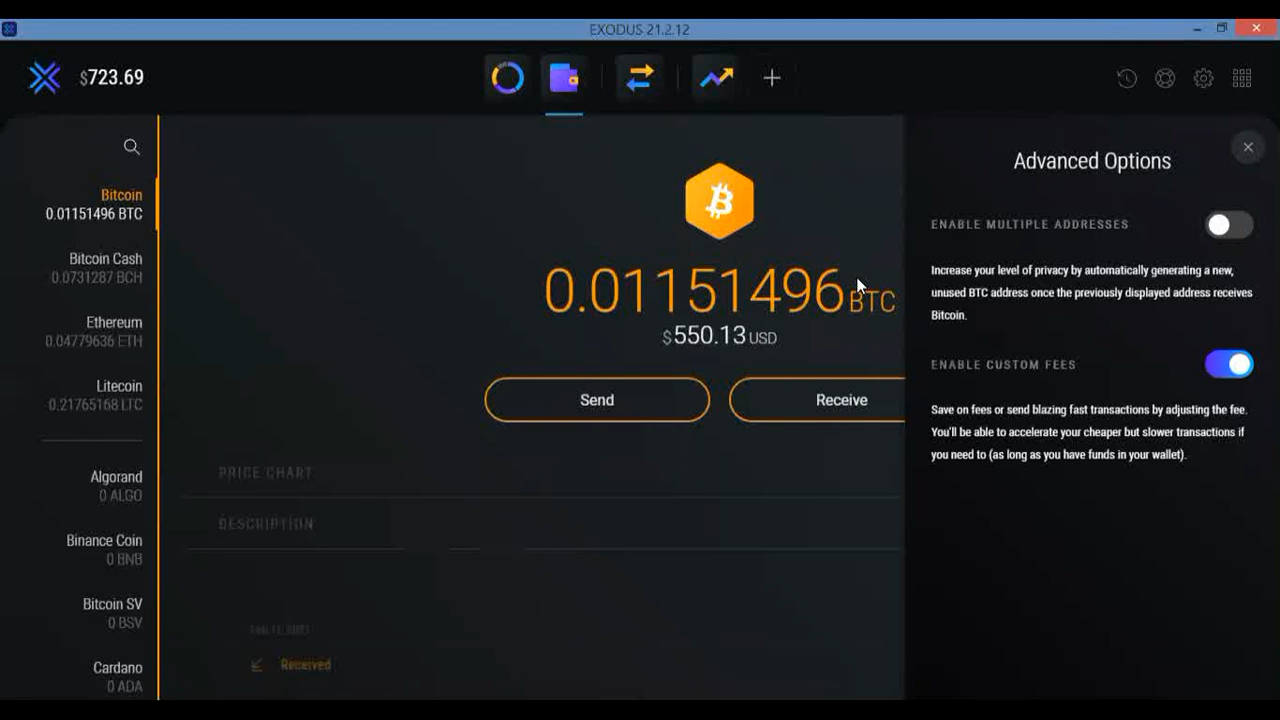 EXODUS 21.2.12
$723.69
Bitcoin
0.01151496 BTC
Bitcoin Cash
0.0731287 BCH
Ethereum
0.04779636 ETH
Litecoin
0.21765168 LTC
Algorand
0 ALGO
Binance Coin
0 BNB
Bitcoin SV
0 BSV
Cardano
0 ADA
0.01151496 BTC
$550.13 USD
Send
Receive
PRICE CHART
DESCRIPTION
Received
Advanced Options
ENABLE MULTIPLE ADDRESSES
Increase your level of privacy by automatically generating a new,
unused BTC address once the previously displayed address receives
Bitcoin.
ENABLE CUSTOM FEES
Save on fees or send blazing fast transactions by adjusting the fee.
You'll be able to accelerate your cheaper but slower transactions if
you need to (as long as you have funds in your wallet).